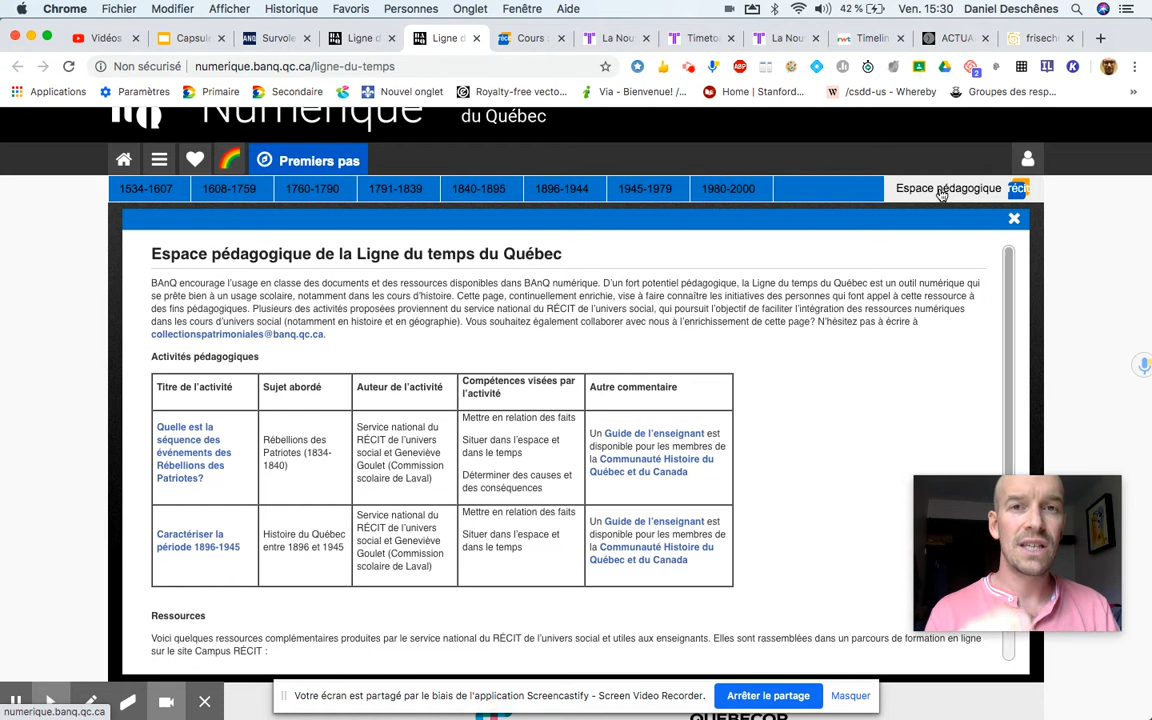 Chrome Fichier Modifier Afficher Historique Favoris Personnes Onglet Fenêtre Aide 42 % Ven. 15:30 Daniel Deschênes
Vidéos Capsul Survole Ligne d Ligne d Cours : La Nou Timeto La Nou Timelin ACTUA frisech
Non sécurisé numerique.banq.qc.ca/ligne-du-temps
Applications Paramètres Primaire Secondaire Nouvel onglet Royalty-free vecto... Via - Bienvenue! /... Home | Stanford... /csdd-us - Whereby Groupes des resp... »
Numérique du Québec
Premiers pas
1534-1607 1608-1759 1760-1790 1791-1839 1840-1895 1896-1944 1945-1979 1980-2000 Espace pédagogique récit
Espace pédagogique de la Ligne du temps du Québec
BAnQ encourage l'usage en classe des documents et des ressources disponibles dans BAnQ numérique. D'un fort potentiel pédagogique, la Ligne du temps du Québec est un outil numérique qui
se prête bien à un usage scolaire, notamment dans les cours d'histoire. Cette page, continuellement enrichie, vise à faire connaître les initiatives des personnes qui font appel à cette ressource à
des fins pédagogiques. Plusieurs des activités proposées proviennent du service national du RÉCIT de l'univers social, qui poursuit l'objectif de faciliter l'intégration des ressources numériques
dans les cours d'univers social (notamment en histoire et en géographie). Vous souhaitez également collaborer avec nous à l'enrichissement de cette page? N'hésitez pas à écrire à
collectionspatrimoniales@banq.qc.ca.
Activités pédagogiques
Titre de l'activité
Sujet abordé
Auteur de l'activité
Compétences visées par
l'activité
Autre commentaire
Quelle est la
séquence des
événements des
Rébellions des
Patriotes?
Rébellions des
Patriotes (1834-
1840)
Service national du
RÉCIT de l'univers
social et Geneviève
Goulet (Commission
scolaire de Laval)
Mettre en relation des faits
Situer dans l'espace et
dans le temps
Déterminer des causes et
des conséquences
Un Guide de l'enseignant est
disponible pour les membres de
la Communauté Histoire du
Québec et du Canada
Caractériser la
période 1896-1945
Histoire du Québec
entre 1896 et 1945
Service national du
RÉCIT de l'univers
social et Geneviève
Goulet (Commission
scolaire de Laval)
Mettre en relation des faits
Situer dans l'espace et
dans le temps
Un Guide de l'enseignant est
disponible pour les membres de
la Communauté Histoire du
Québec et du Canada
Ressources
Voici quelques ressources complémentaires produites par le service national du RÉCIT de l'univers social et utiles aux enseignants. Elles sont rassemblées dans un parcours de formation en ligne
sur le site Campus RÉCIT :
Votre écran est partagé par le biais de l'application Screencastify - Screen Video Recorder. Arrêter le partage Masquer
numerique.banq.qc.ca
QUEBECOR